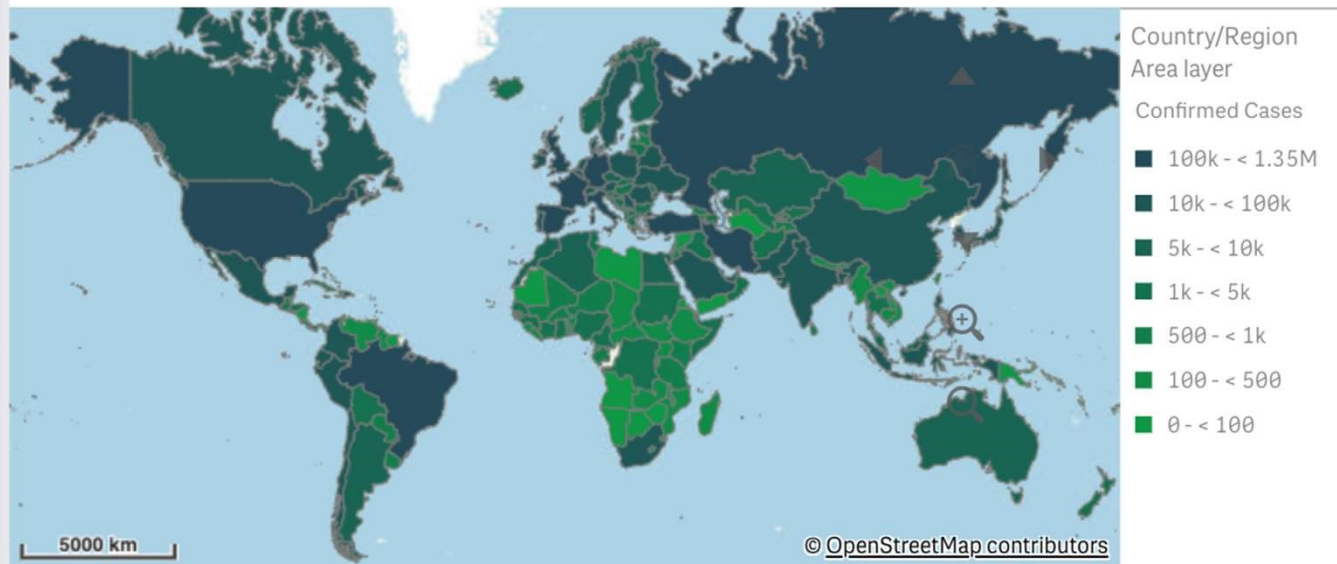 Country/Region
Area layer
Confirmed Cases
100k - < 1.35M
10k - < 100k
5k - < 10k
1k - < 5k
500 - < 1k
100 - < 500
0 - < 100
5000 km
© OpenStreetMap contributors